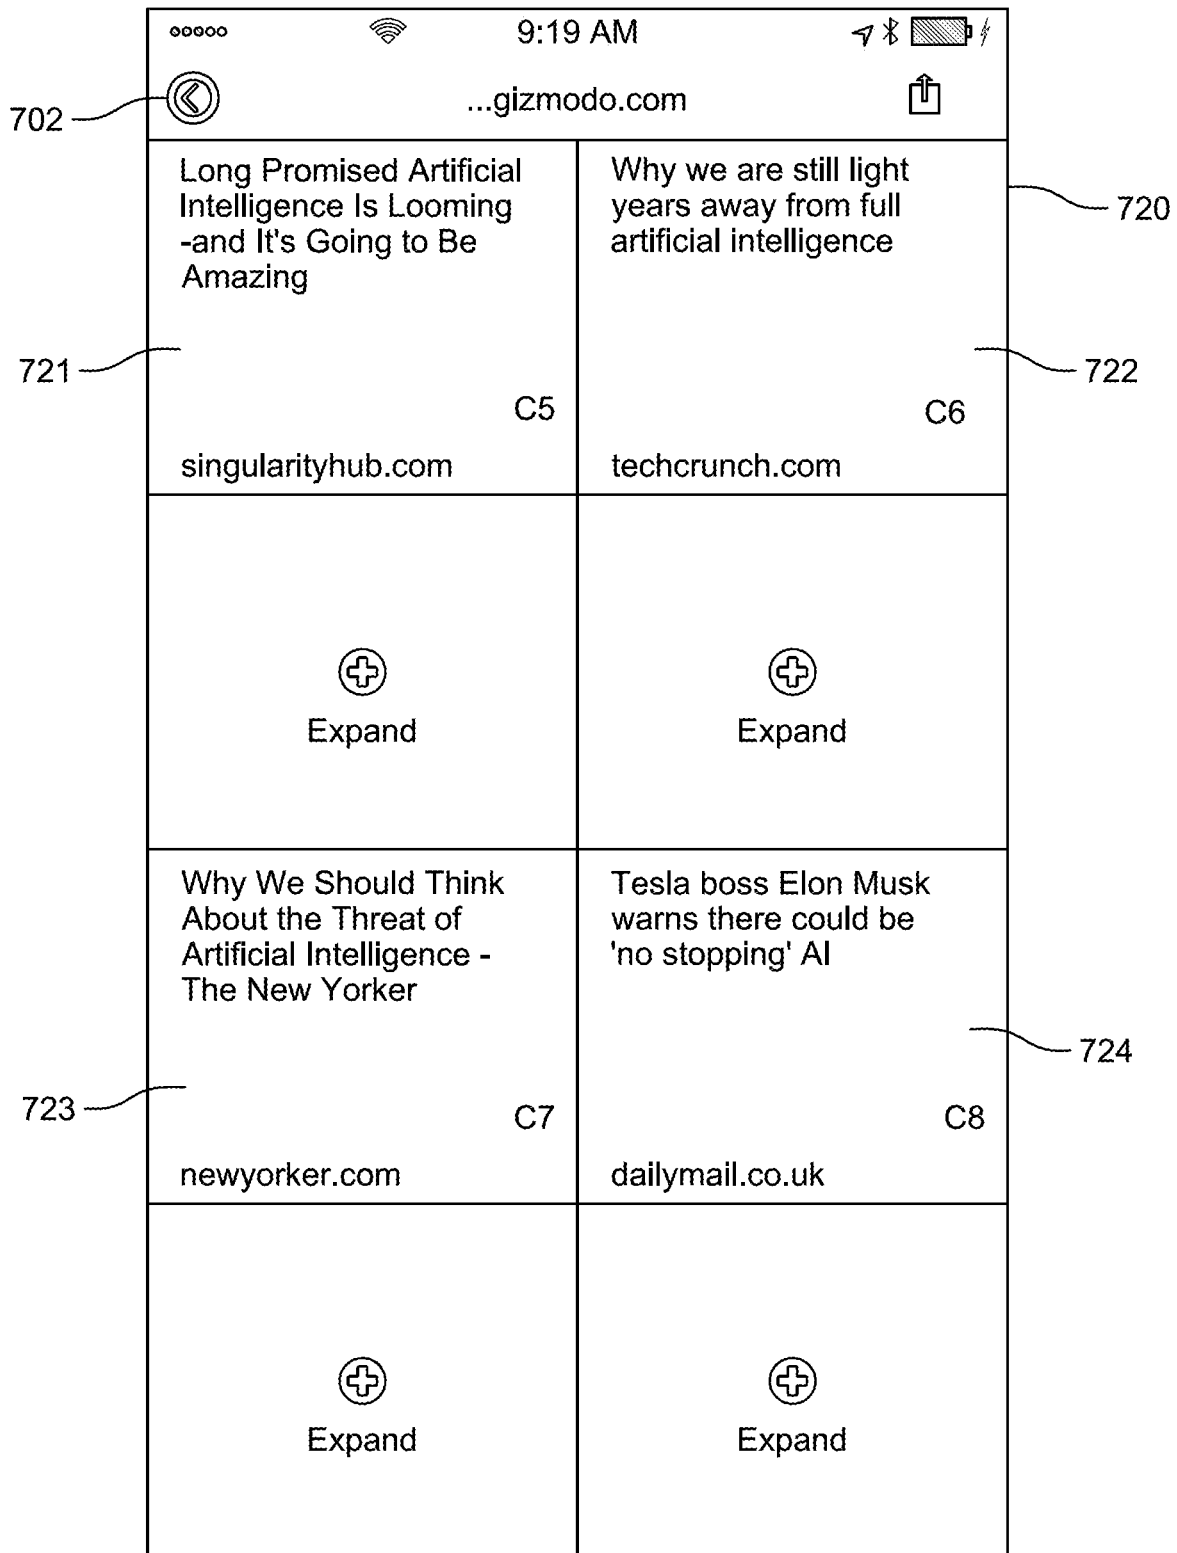 9:19 AM
702
...gizmodo.com
Long Promised Artificial
Intelligence Is Looming
-and It's Going to Be
Amazing
721
C5
singularityhub.com
Why we are still light
years away from full
artificial intelligence
720
722
C6
techcrunch.com
Expand
Expand
Why We Should Think
About the Threat of
Artificial Intelligence -
The New Yorker
723
C7
newyorker.com
Tesla boss Elon Musk
warns there could be
'no stopping' AI
724
C8
dailymail.co.uk
Expand
Expand